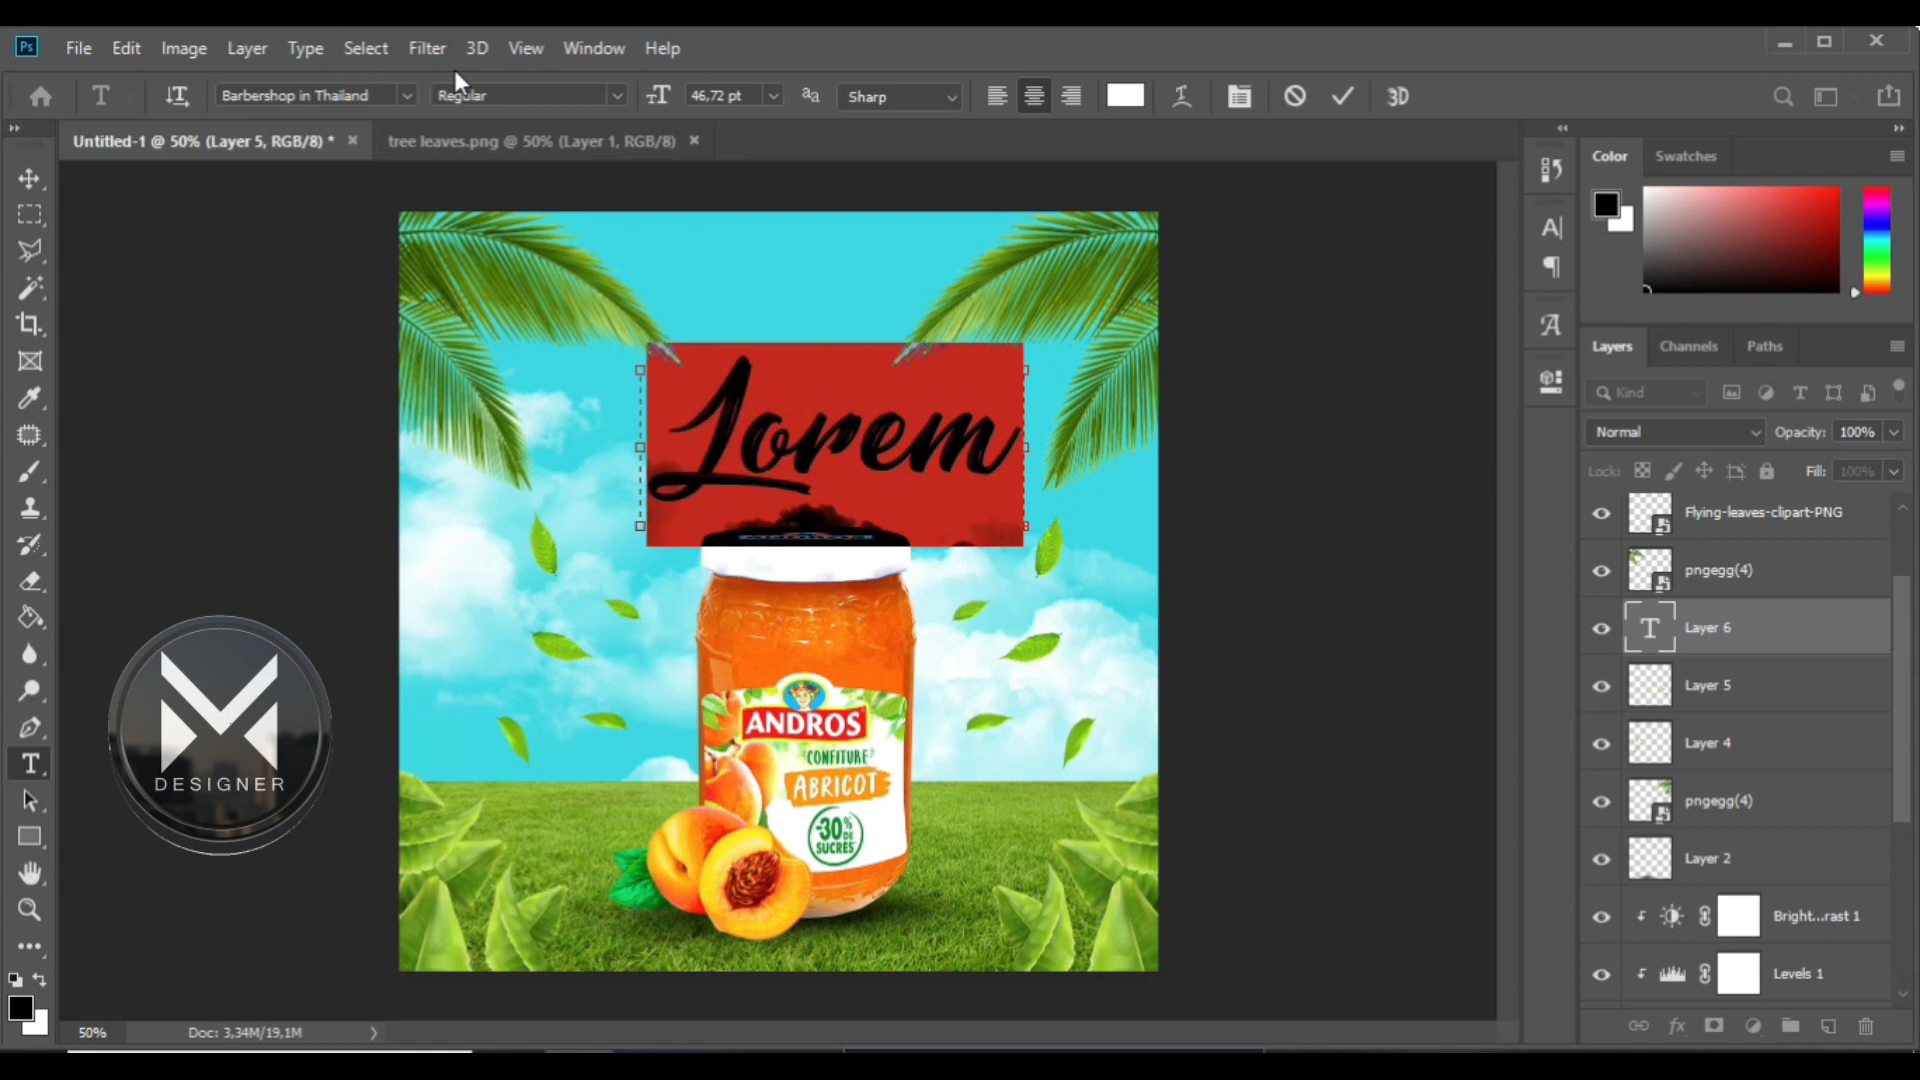 Ps File Edit Image Layer Type Select Filter 3D View Window Help
T Barbershop in Thailand Regular 46,72 pt aa Sharp 3D
Untitled-1 @ 50% (Layer 5, RGB/8) * × tree leaves.png @ 50% (Layer 1, RGB/8) ×
Color Swatches
Layers Channels Paths
Kind
Normal Opacity: 100%
Lock: Fill: 100%
Flying-leaves-clipart-PNG
pngegg(4)
T Layer 6
Layer 5
Layer 4
pngegg(4)
Layer 2
Bright...rast 1
Levels 1
Lorem
ANDROS
CONFITURE
ABRICOT
-30%
DE
SUCRES
DESIGNER
50% Doc: 3,34M/19,1M